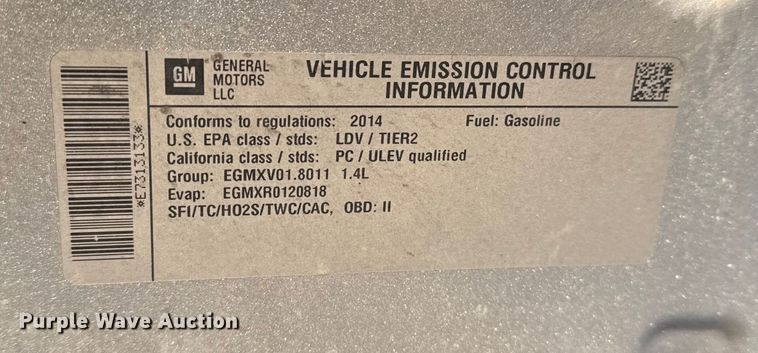 *E7313133*
GM
GENERAL
MOTORS
LLC
VEHICLE EMISSION CONTROL
INFORMATION
Conforms to regulations: 2014 Fuel: Gasoline
U.S. EPA class / stds: LDV / TIER2
California class / stds: PC / ULEV qualified
Group: EGMXV01.8011 1.4L
Evap: EGMXR0120818
SFI/TC/HO2S/TWC/CAC, OBD: II
Purple Wave Auction